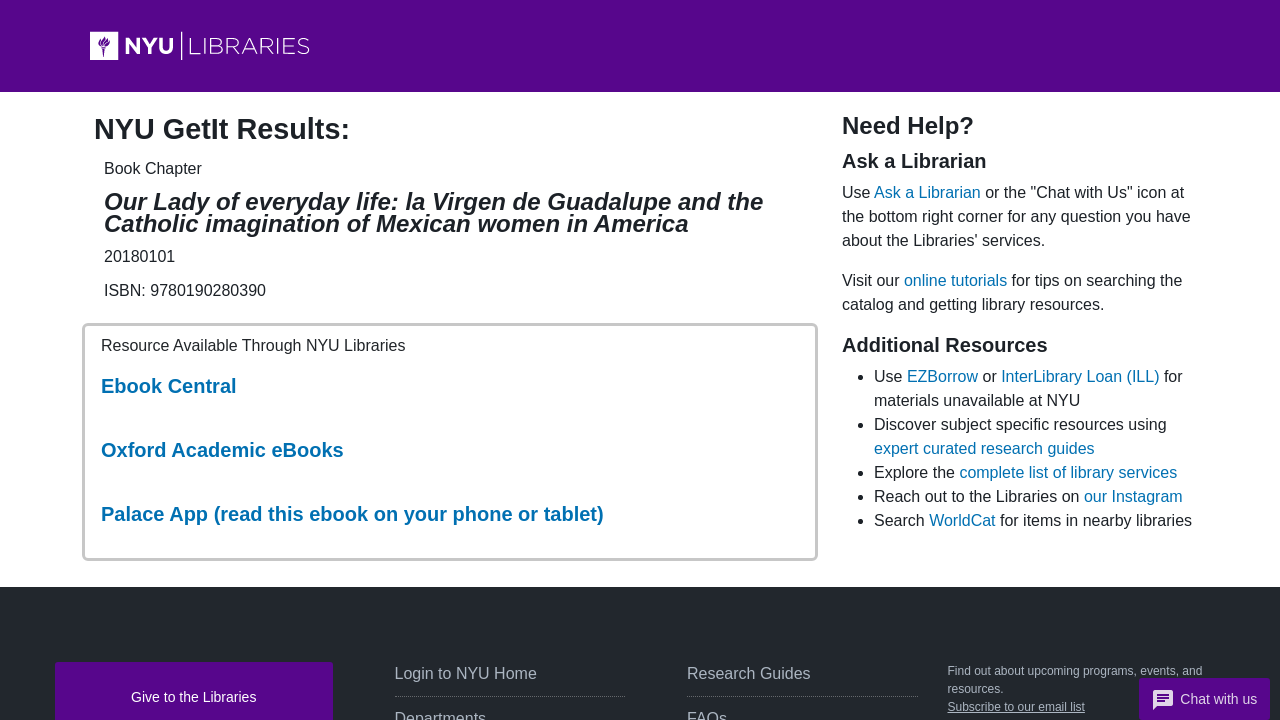 NYU LIBRARIES
NYU GetIt Results:
Book Chapter
Our Lady of everyday life: la Virgen de Guadalupe and the
Catholic imagination of Mexican women in America
20180101
ISBN: 9780190280390
Resource Available Through NYU Libraries
Ebook Central
Oxford Academic eBooks
Palace App (read this ebook on your phone or tablet)
Need Help?
Ask a Librarian
Use Ask a Librarian or the "Chat with Us" icon at
the bottom right corner for any question you have
about the Libraries' services.
Visit our online tutorials for tips on searching the
catalog and getting library resources.
Additional Resources
Use EZBorrow or InterLibrary Loan (ILL) for
materials unavailable at NYU
Discover subject specific resources using
expert curated research guides
Explore the complete list of library services
Reach out to the Libraries on our Instagram
Search WorldCat for items in nearby libraries
Give to the Libraries
Login to NYU Home
Departments
Research Guides
FAQs
Find out about upcoming programs, events, and
resources.
Subscribe to our email list
Chat with us